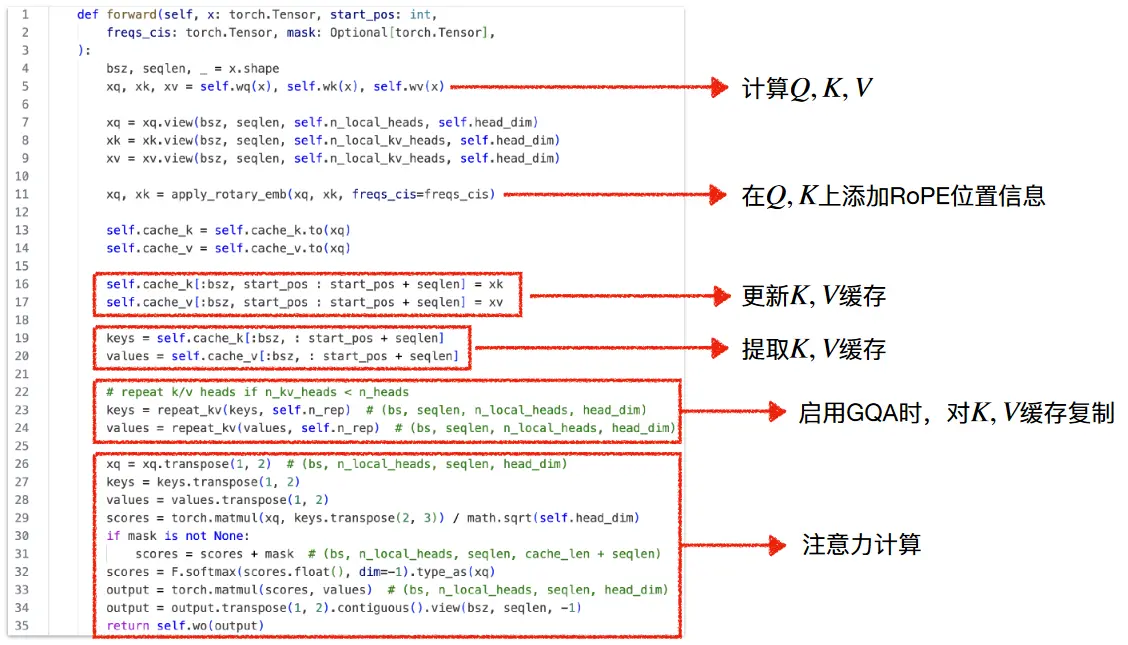 1 def forward(self, x: torch.Tensor, start_pos: int,
2 freqs_cis: torch.Tensor, mask: Optional[torch.Tensor],
3 ):
4 bsz, seqlen, _ = x.shape
5 xq, xk, xv = self.wq(x), self.wk(x), self.wv(x)
计算Q, K, V
6
7 xq = xq.view(bsz, seqlen, self.n_local_heads, self.head_dim)
8 xk = xk.view(bsz, seqlen, self.n_local_kv_heads, self.head_dim)
9 xv = xv.view(bsz, seqlen, self.n_local_kv_heads, self.head_dim)
10
11 xq, xk = apply_rotary_emb(xq, xk, freqs_cis=freqs_cis)
在Q, K上添加RoPE位置信息
12
13 self.cache_k = self.cache_k.to(xq)
14 self.cache_v = self.cache_v.to(xq)
15
16 self.cache_k[:bsz, start_pos : start_pos + seqlen] = xk
17 self.cache_v[:bsz, start_pos : start_pos + seqlen] = xv
更新K, V缓存
18
19 keys = self.cache_k[:bsz, : start_pos + seqlen]
20 values = self.cache_v[:bsz, : start_pos + seqlen]
提取K, V缓存
21
22 # repeat k/v heads if n_kv_heads < n_heads
23 keys = repeat_kv(keys, self.n_rep) # (bs, seqlen, n_local_heads, head_dim)
24 values = repeat_kv(values, self.n_rep) # (bs, seqlen, n_local_heads, head_dim)
启用GQA时，对K, V缓存复制
25
26 xq = xq.transpose(1, 2) # (bs, n_local_heads, seqlen, head_dim)
27 keys = keys.transpose(1, 2)
28 values = values.transpose(1, 2)
29 scores = torch.matmul(xq, keys.transpose(2, 3)) / math.sqrt(self.head_dim)
30 if mask is not None:
31 scores = scores + mask # (bs, n_local_heads, seqlen, cache_len + seqlen)
32 scores = F.softmax(scores.float(), dim=-1).type_as(xq)
33 output = torch.matmul(scores, values) # (bs, n_local_heads, seqlen, head_dim)
34 output = output.transpose(1, 2).contiguous().view(bsz, seqlen, -1)
35 return self.wo(output)
注意力计算